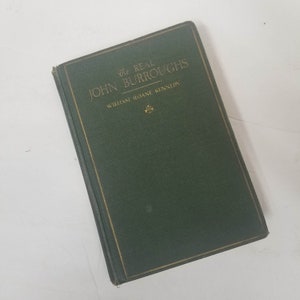 The REAL
JOHN BURROUGHS
WILLIAM SLOANE KENNEDY